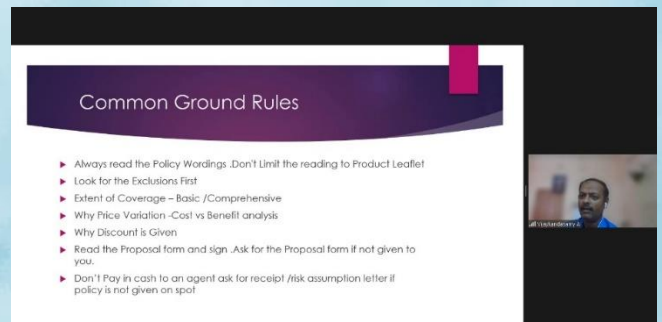 Common Ground Rules
Always read the Policy Wordings .Don't Limit the reading to Product Leaflet
Look for the Exclusions First
Extent of Coverage – Basic /Comprehensive
Why Price Variation -Cost vs Benefit analysis
Why Discount is Given
Read the Proposal form and sign .Ask for the Proposal form if not given to
you.
Don't Pay in cash to an agent ask for receipt /risk assumption letter if
policy is not given on spot